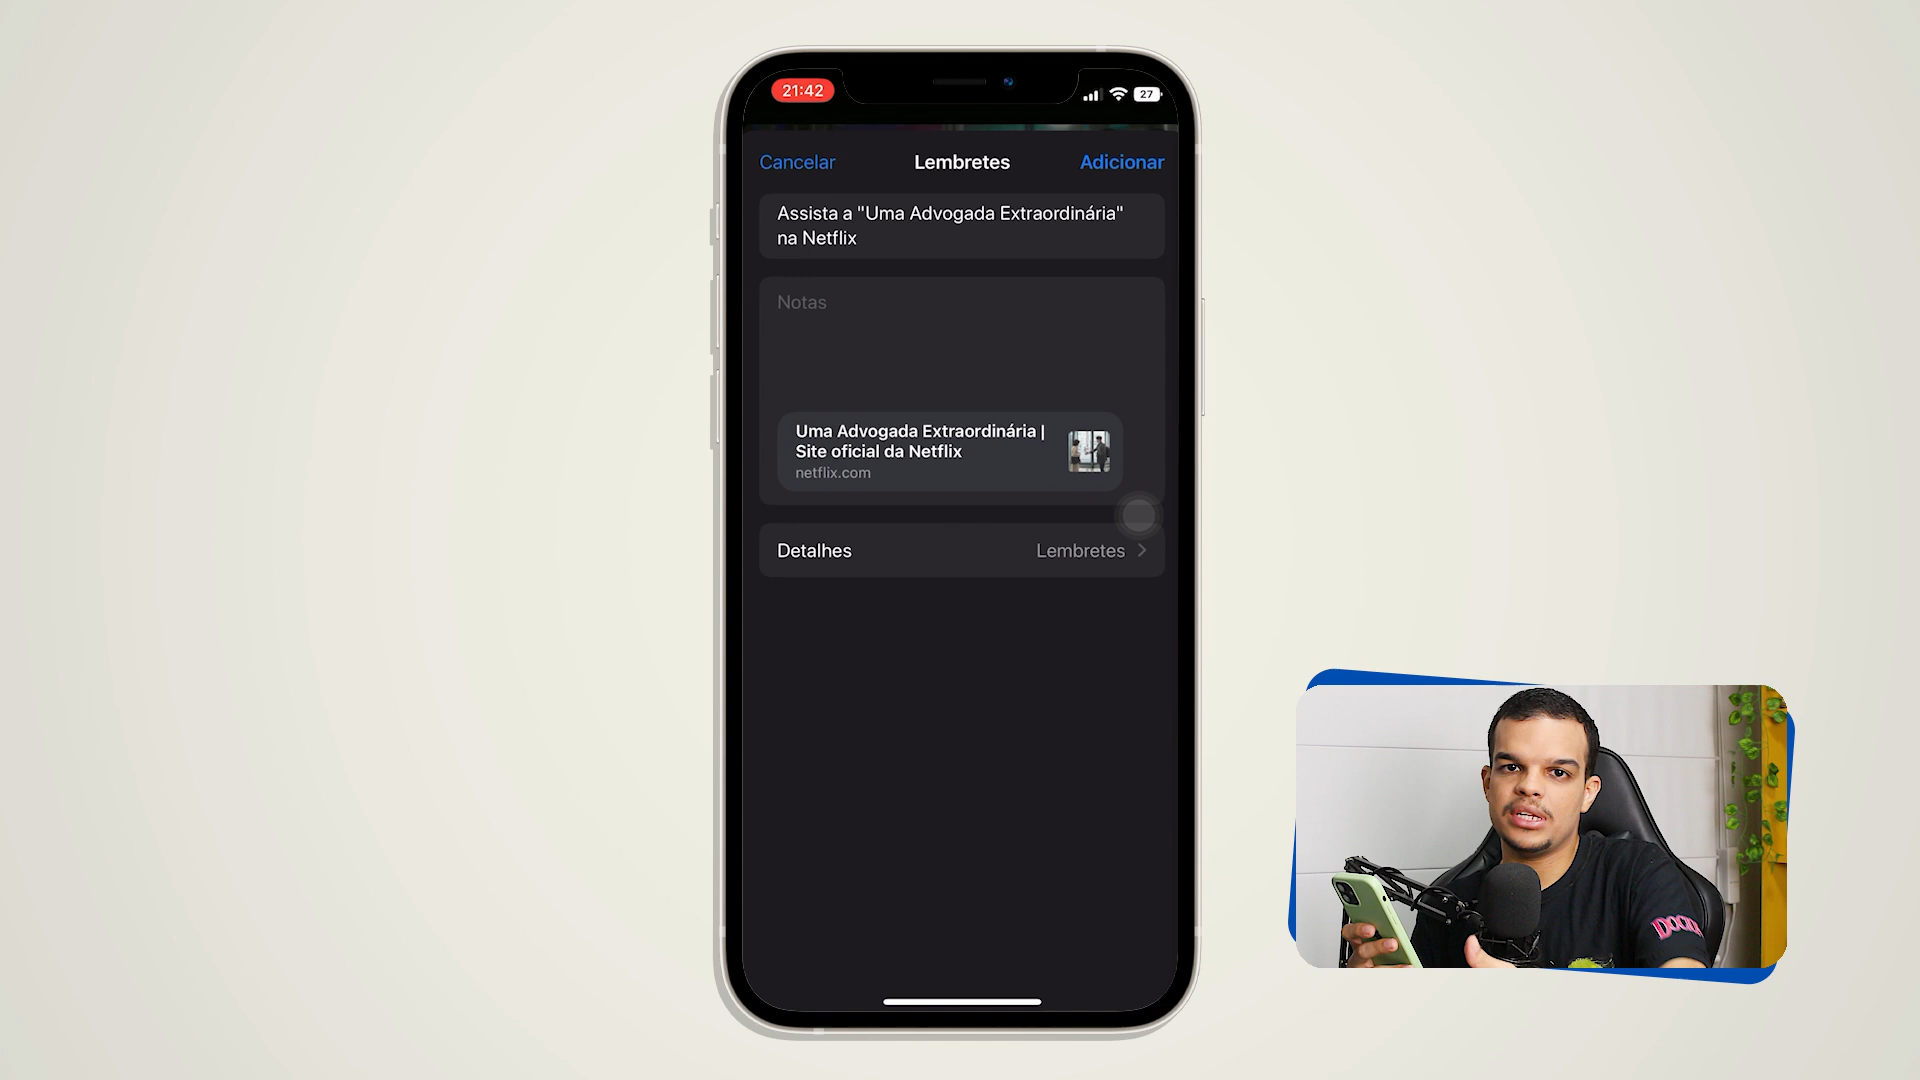 21:42
27
Cancelar
Lembretes
Adicionar
Assista a "Uma Advogada Extraordinária"
na Netflix
Notas
Uma Advogada Extraordinária |
Site oficial da Netflix
netflix.com
Detalhes
Lembretes